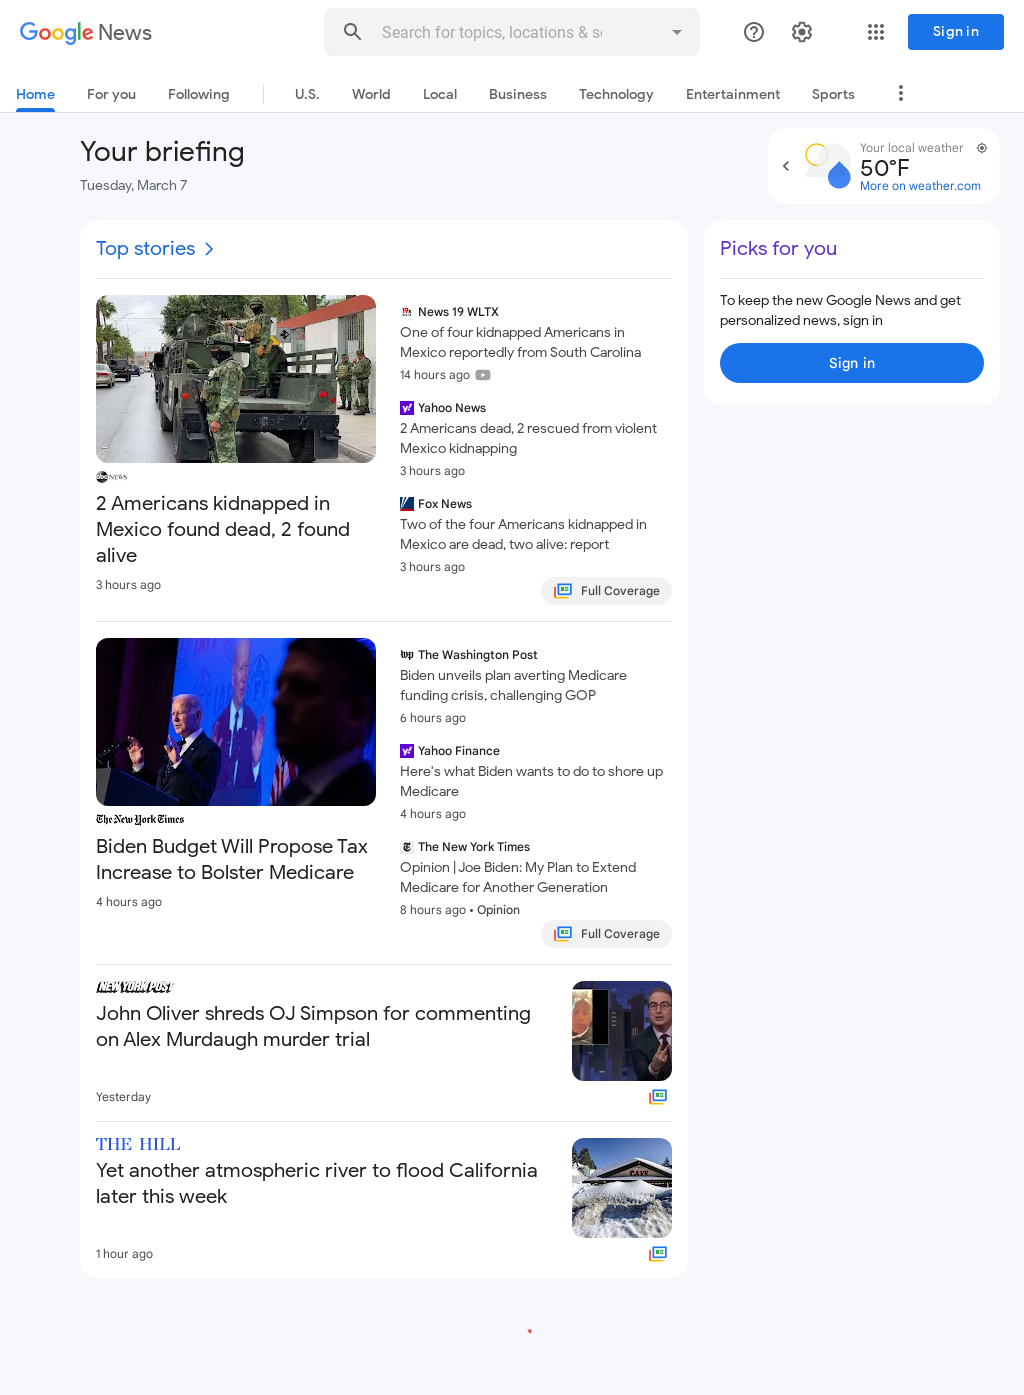 Google News
Search for topics, locations & so
Sign in
Home For you Following U.S. World Local Business Technology Entertainment Sports
Your briefing
Tuesday, March 7
Your local weather
50°F
More on weather.com
Top stories
abc NEWS
2 Americans kidnapped in
Mexico found dead, 2 found
alive
3 hours ago
News 19 WLTX
One of four kidnapped Americans in
Mexico reportedly from South Carolina
14 hours ago
Yahoo News
2 Americans dead, 2 rescued from violent
Mexico kidnapping
3 hours ago
Fox News
Two of the four Americans kidnapped in
Mexico are dead, two alive: report
3 hours ago
Full Coverage
Picks for you
To keep the new Google News and get
personalized news, sign in
Sign in
The New York Times
Biden Budget Will Propose Tax
Increase to Bolster Medicare
4 hours ago
wp The Washington Post
Biden unveils plan averting Medicare
funding crisis, challenging GOP
6 hours ago
y! Yahoo Finance
Here's what Biden wants to do to shore up
Medicare
4 hours ago
T The New York Times
Opinion | Joe Biden: My Plan to Extend
Medicare for Another Generation
8 hours ago • Opinion
Full Coverage
NEW YORK POST
John Oliver shreds OJ Simpson for commenting
on Alex Murdaugh murder trial
Yesterday
THE HILL
Yet another atmospheric river to flood California
later this week
1 hour ago